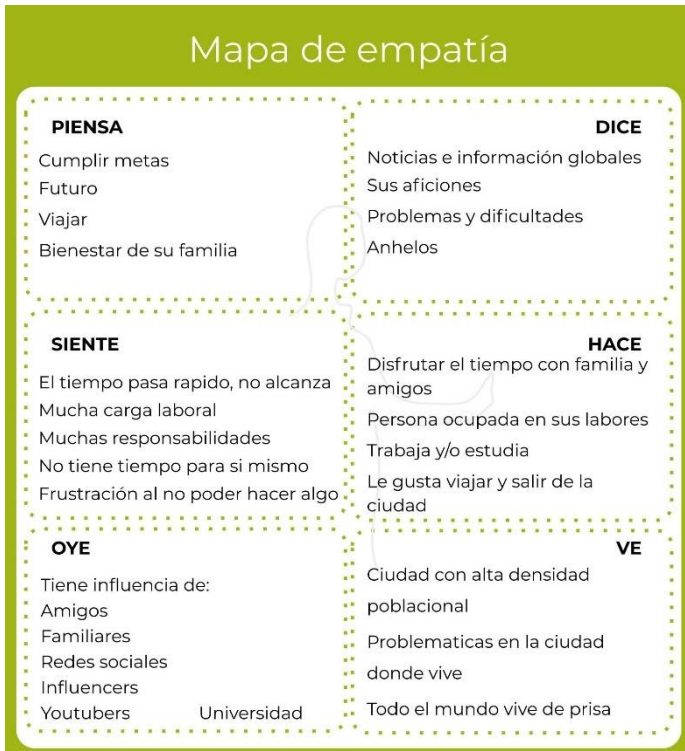 Mapa de empatía
PIENSA
Cumplir metas
Futuro
Viajar
Bienestar de su familia
DICE
Noticias e información globales
Sus aficiones
Problemas y dificultades
Anhelos
SIENTE
El tiempo pasa rapido, no alcanza
Mucha carga laboral
Muchas responsabilidades
No tiene tiempo para si mismo
Frustración al no poder hacer algo
HACE
Disfrutar el tiempo con familia y
amigos
Persona ocupada en sus labores
Trabaja y/o estudia
Le gusta viajar y salir de la
ciudad
OYE
Tiene influencia de:
Amigos
Familiares
Redes sociales
Influencers
Youtubers Universidad
VE
Ciudad con alta densidad
poblacional
Problematicas en la ciudad
donde vive
Todo el mundo vive de prisa